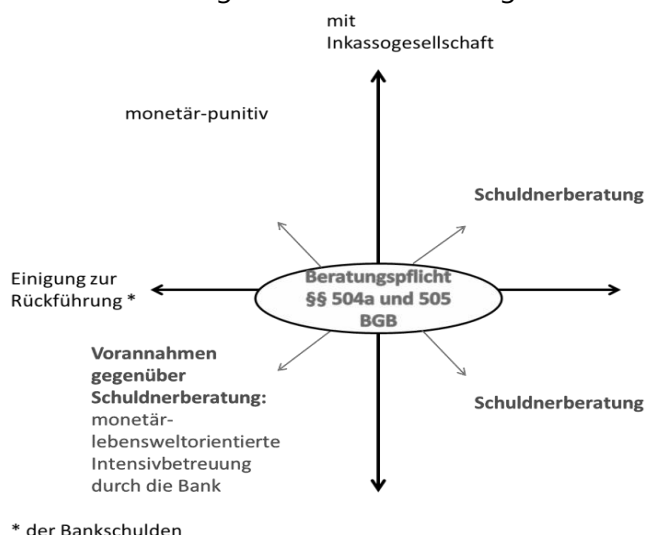 mit
Inkassogesellschaft
monetär-punitiv
Schuldnerberatung
Beratungspflicht
§§ 504a und 505
BGB
Einigung zur
Rückführung *
Vorannahmen
gegenüber
Schuldnerberatung:
monetär-
lebensweltorientierte
Intensivbetreuung
durch die Bank
Schuldnerberatung
* der Bankschulden